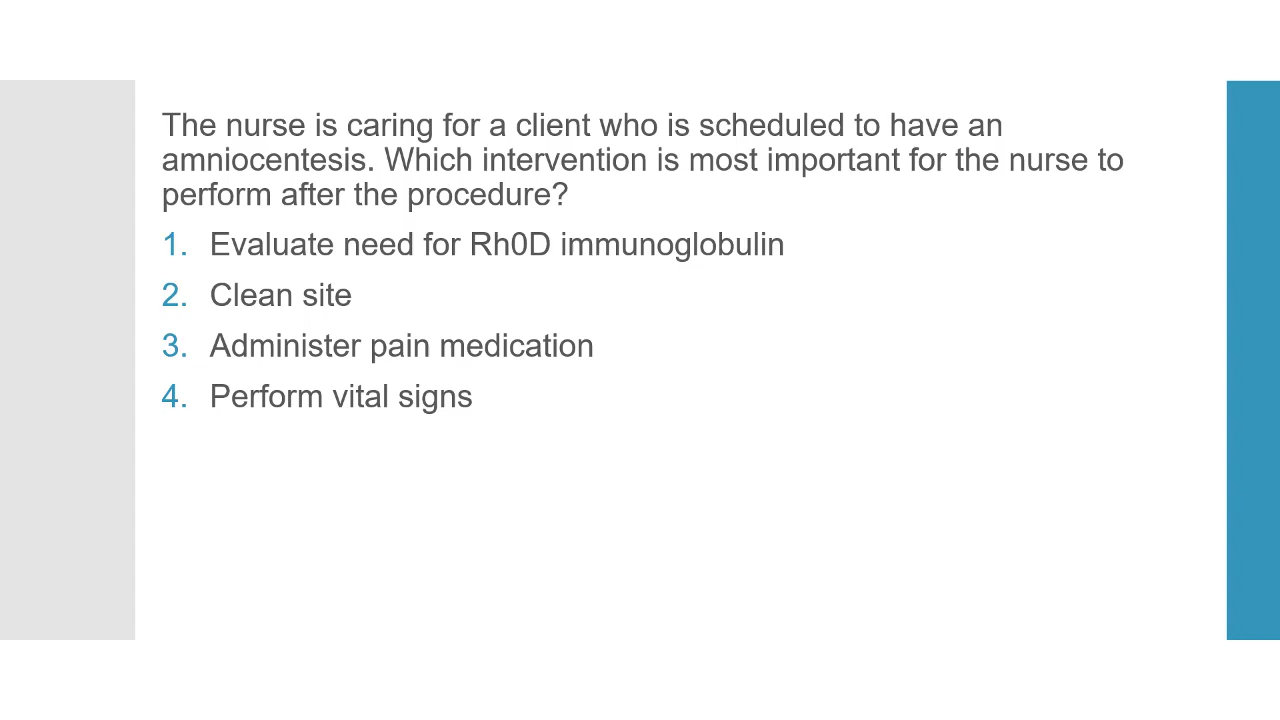 The nurse is caring for a client who is scheduled to have an
amniocentesis. Which intervention is most important for the nurse to
perform after the procedure?
1. Evaluate need for Rh0D immunoglobulin
2. Clean site
3. Administer pain medication
4. Perform vital signs